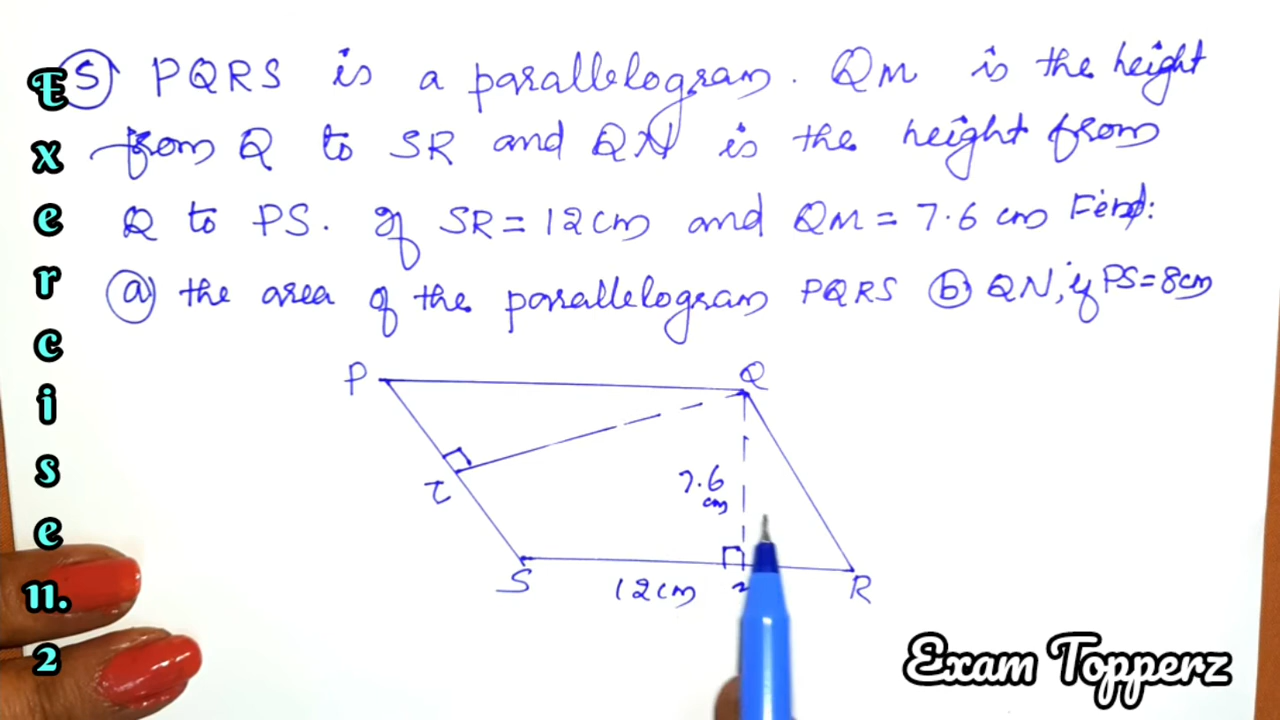 Exercise 11.2
5) PQRS is a parallelogram. QM is the height
from Q to SR and QN is the height from
Q to PS. If SR = 12 cm and QM = 7.6 cm Find:
a) the area of the parallelogram PQRS b) QN, if PS = 8cm
P Q
7.6
cm
S 12cm R
Exam Topperz